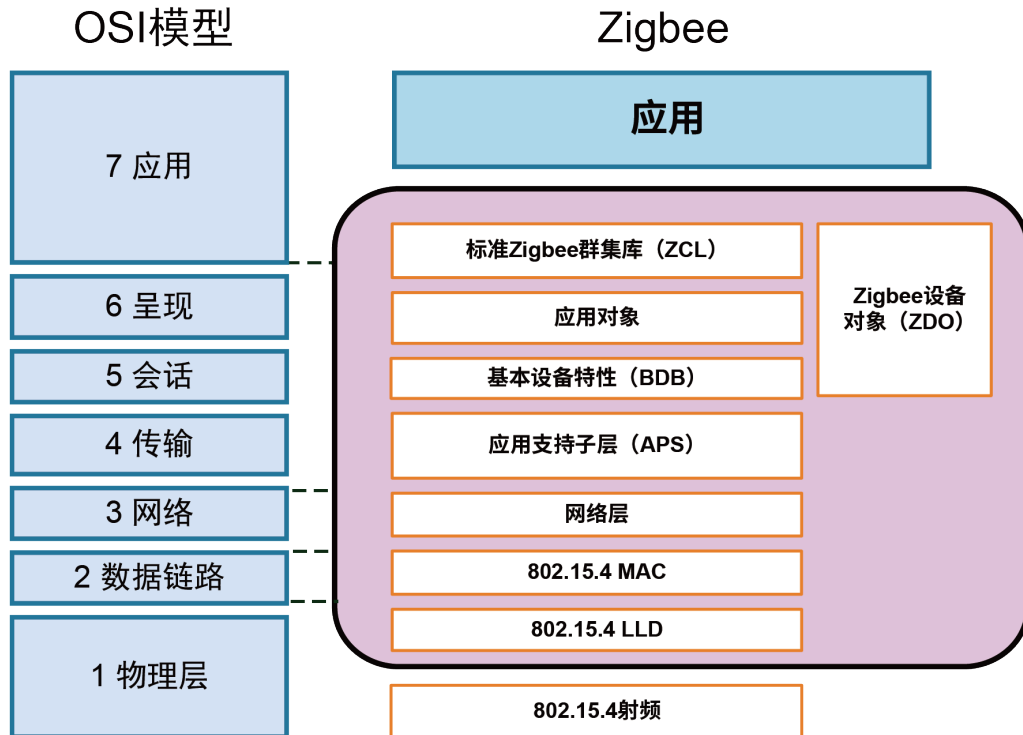 OSI模型
7 应用
6 呈现
5 会话
4 传输
3 网络
2 数据链路
1 物理层
Zigbee
应用
标准Zigbee群集库（ZCL）
应用对象
基本设备特性（BDB）
应用支持子层（APS）
网络层
802.15.4 MAC
802.15.4 LLD
802.15.4射频
Zigbee设备
对象（ZDO）